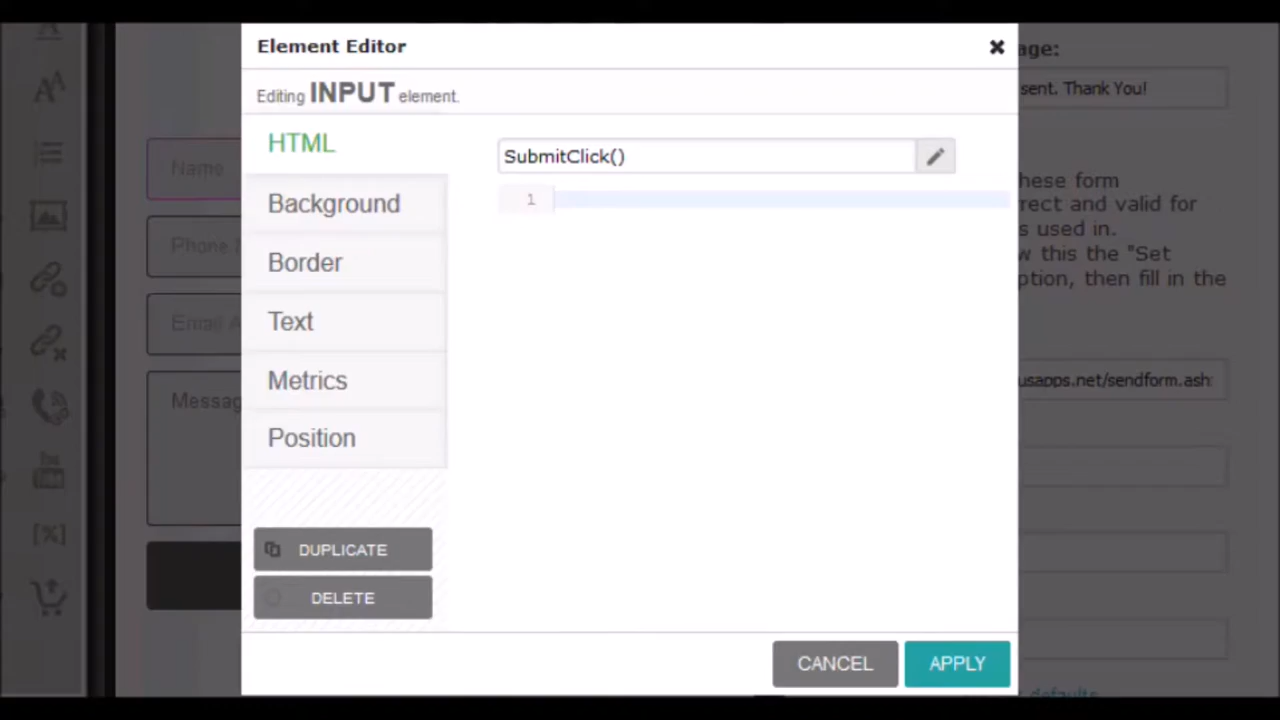 Element Editor
Editing INPUT element.
HTML
SubmitClick()
1
Background
Border
Text
Metrics
Position
DUPLICATE
DELETE
CANCEL
APPLY
Name
Phone
Email A
Messag
age:
sent. Thank You!
hese form
rect and valid for
s used in.
w this the "Set
ption, then fill in the
usapps.net/sendform.ash
defaults